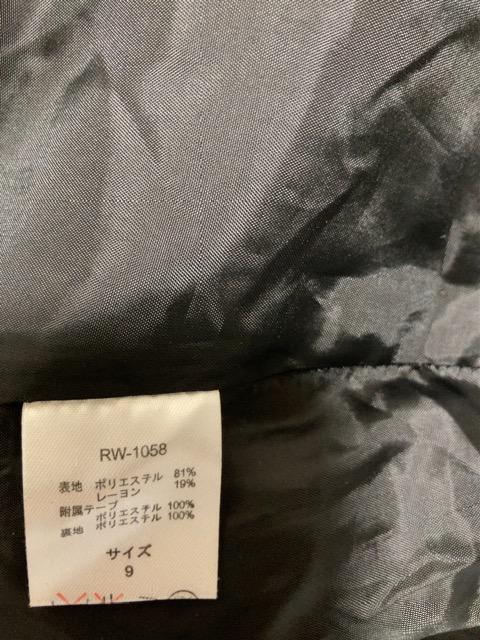 RW-1058
表地 ポリエステル 81%
レーヨン 19%
附属テープ ポリエステル 100%
裏地 ポリエステル 100%
サイズ
9